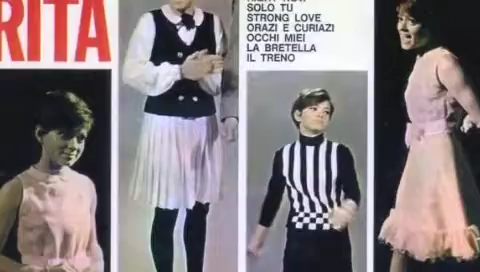 RITA
SOLO TU
STRONG LOVE
ORAZI E CURIAZI
OCCHI MIEI
LA BRETELLA
IL TRENO